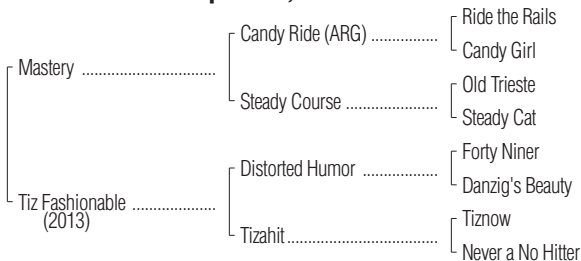 Mastery
Tiz Fashionable
(2013)
Candy Ride (ARG)
Steady Course
Distorted Humor
Tizahit
Ride the Rails
Candy Girl
Old Trieste
Steady Cat
Forty Niner
Danzig's Beauty
Tiznow
Never a No Hitter